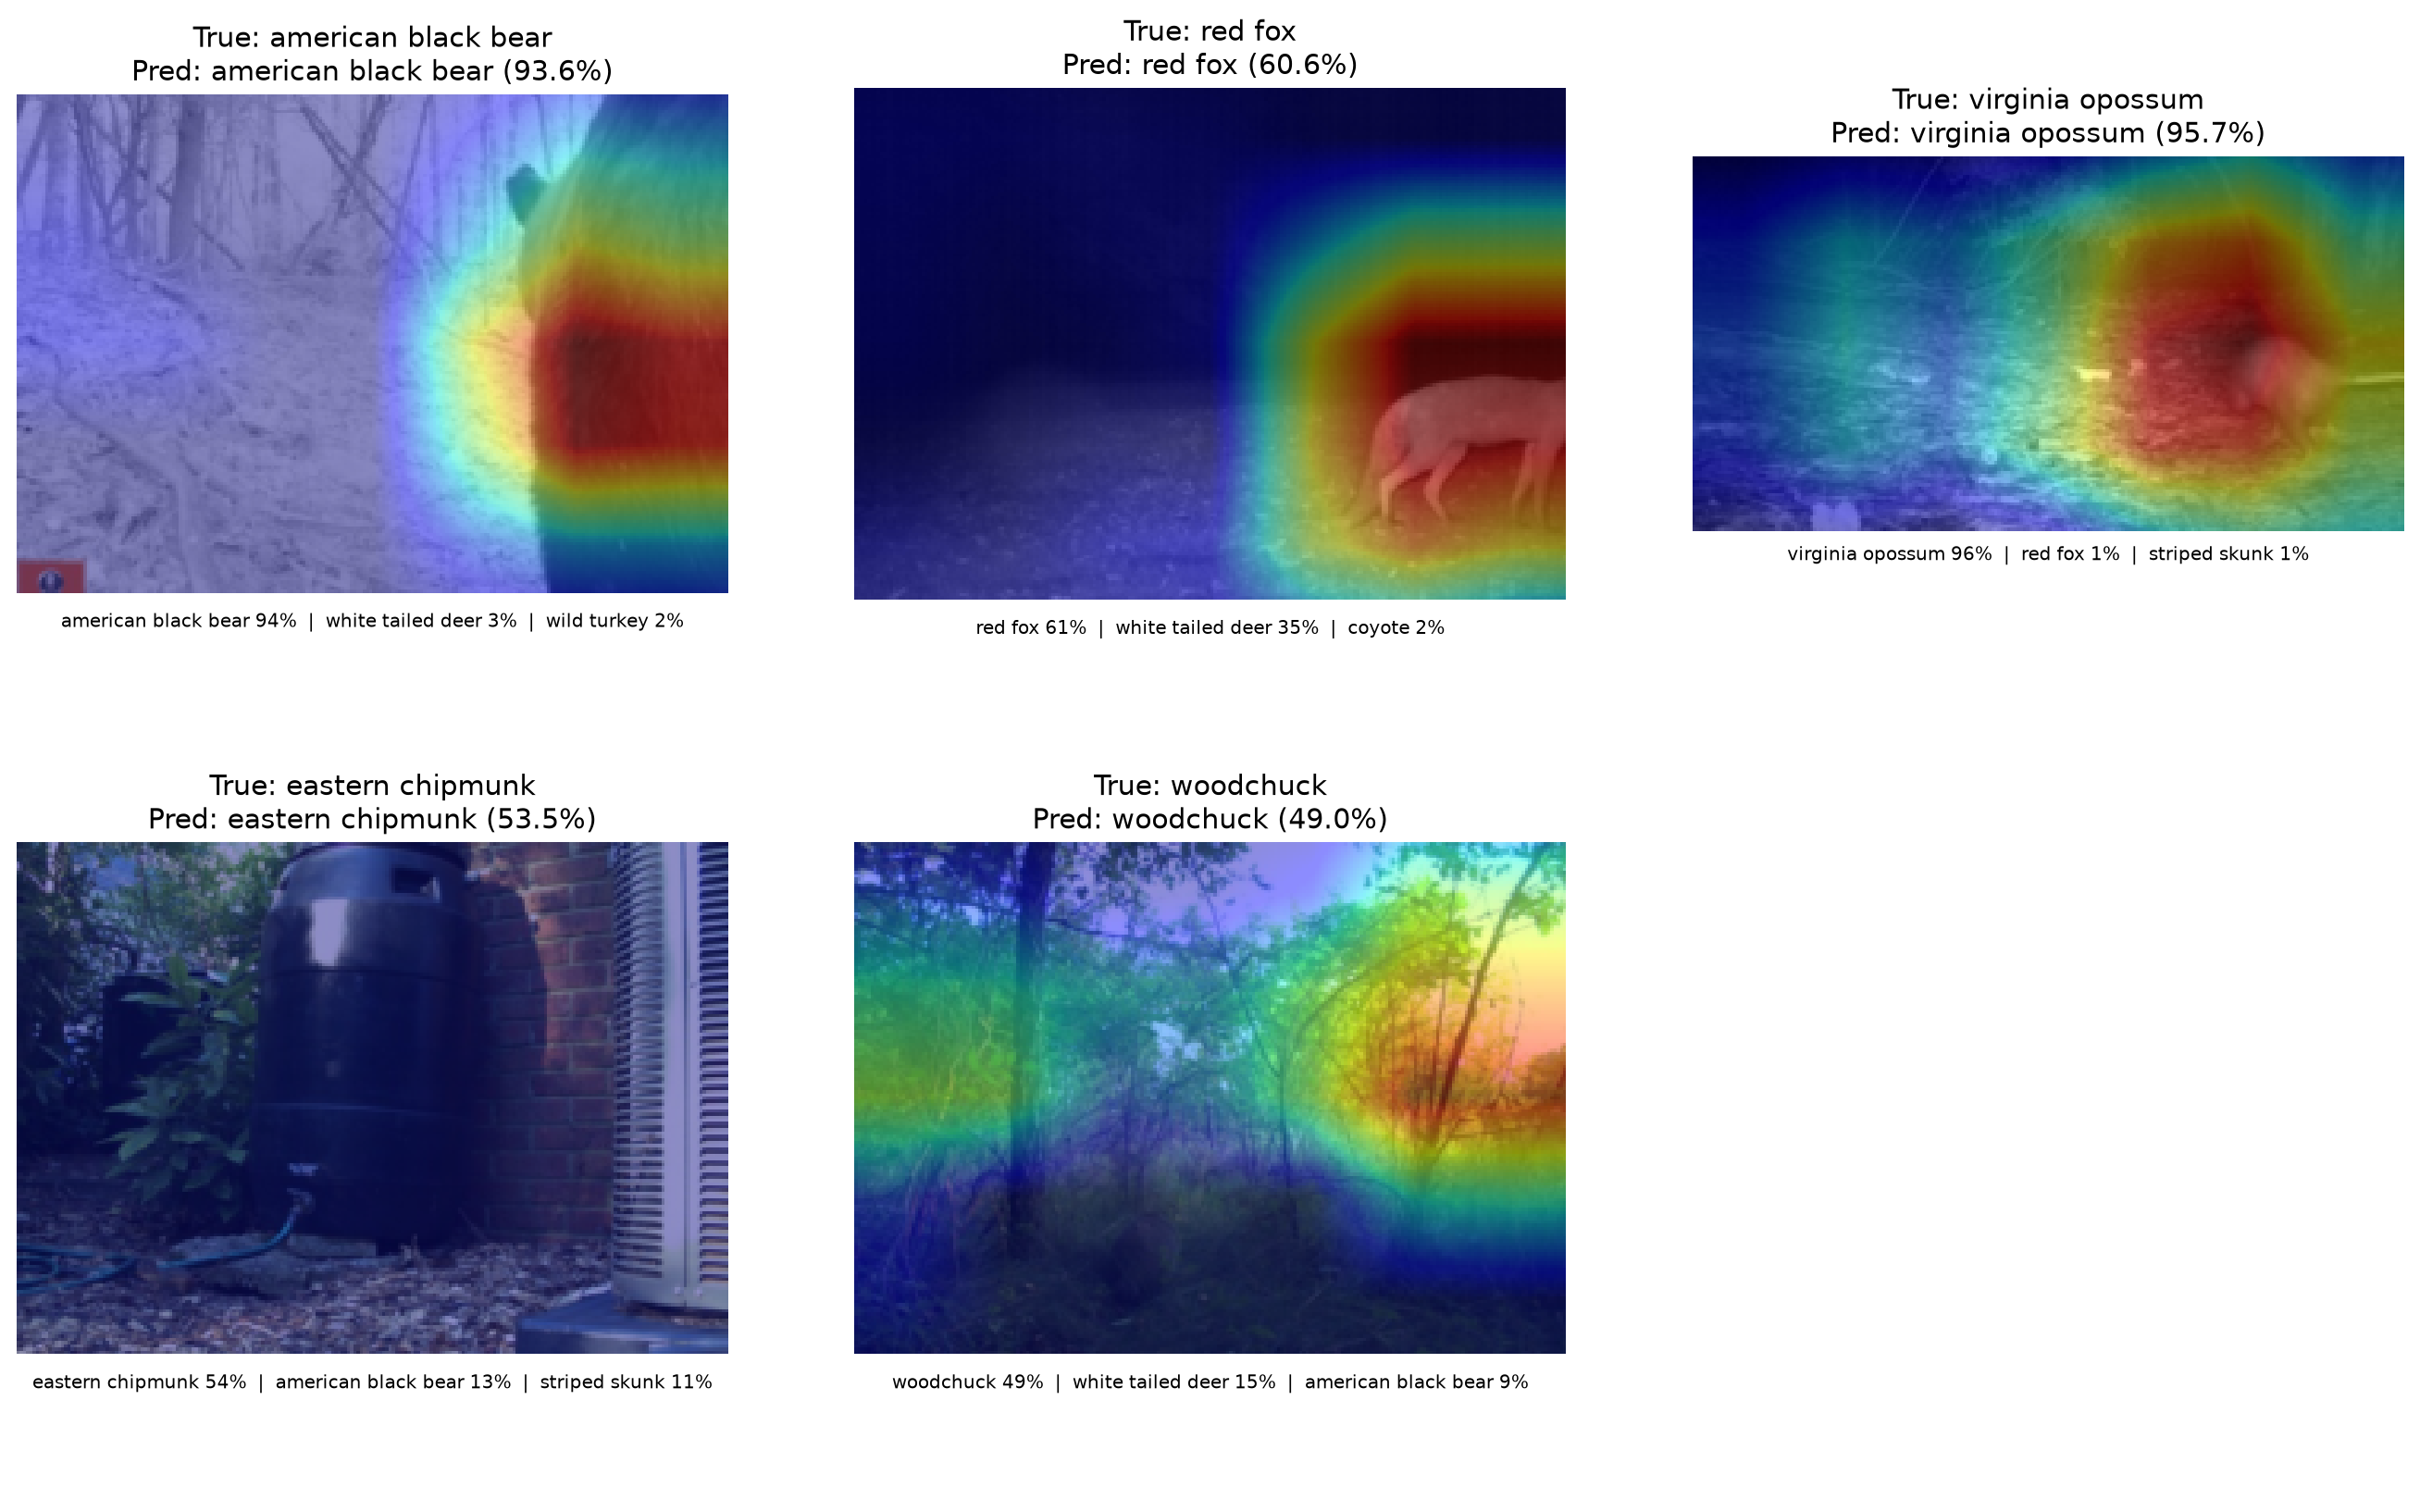 True: american black bear
Pred: american black bear (93.6%)
american black bear 94% | white tailed deer 3% | wild turkey 2%
True: red fox
Pred: red fox (60.6%)
red fox 61% | white tailed deer 35% | coyote 2%
True: virginia opossum
Pred: virginia opossum (95.7%)
virginia opossum 96% | red fox 1% | striped skunk 1%
True: eastern chipmunk
Pred: eastern chipmunk (53.5%)
eastern chipmunk 54% | american black bear 13% | striped skunk 11%
True: woodchuck
Pred: woodchuck (49.0%)
woodchuck 49% | white tailed deer 15% | american black bear 9%